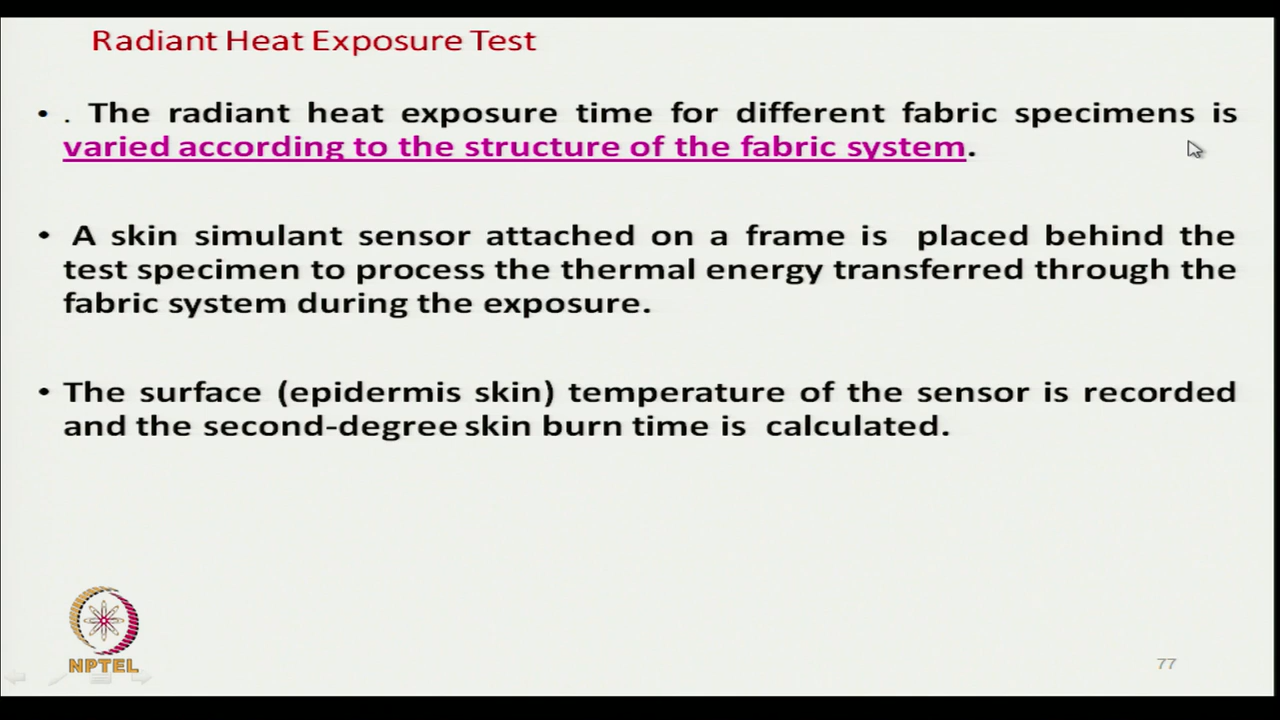 Radiant Heat Exposure Test
• . The radiant heat exposure time for different fabric specimens is
varied according to the structure of the fabric system.
• A skin simulant sensor attached on a frame is placed behind the
test specimen to process the thermal energy transferred through the
fabric system during the exposure.
• The surface (epidermis skin) temperature of the sensor is recorded
and the second-degree skin burn time is calculated.
NPTEL
77